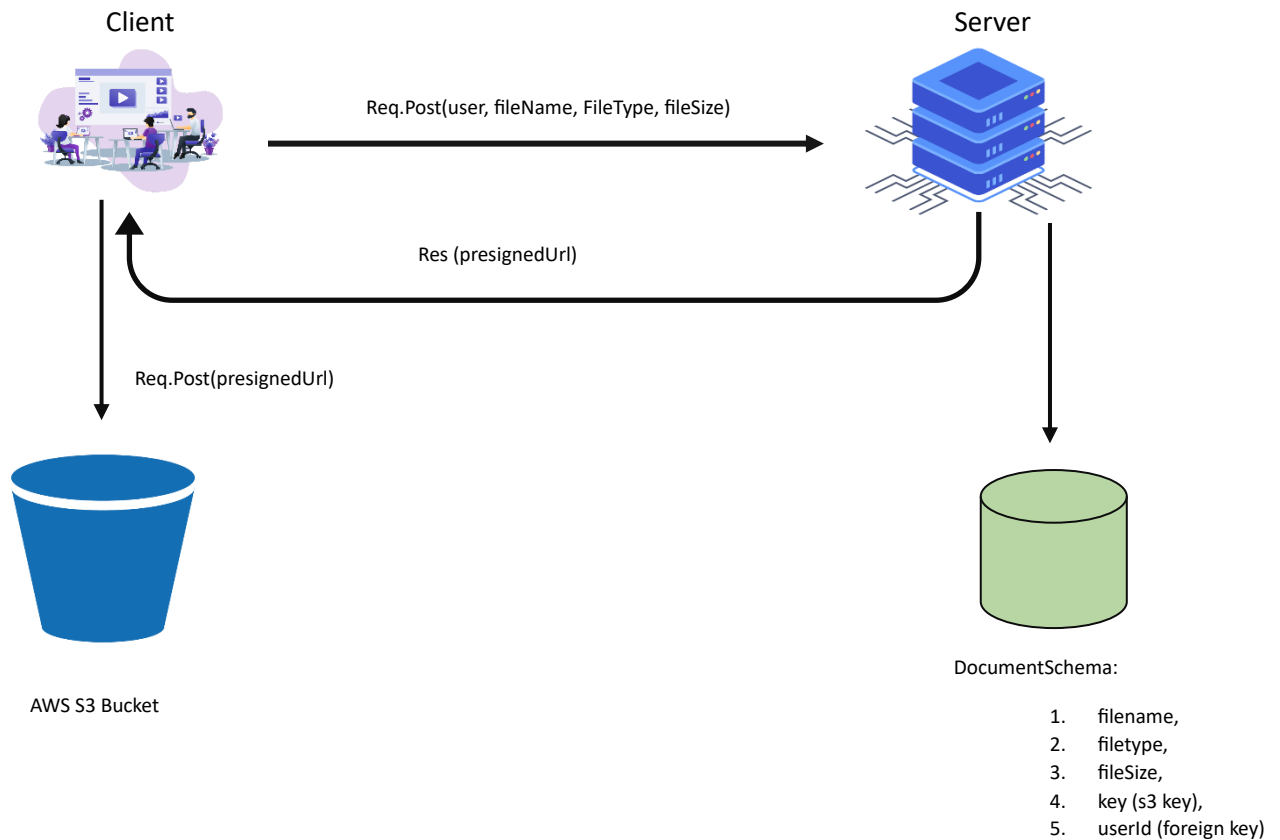 Client
Server
Req.Post(user, fileName, FileType, fileSize)
Res (presignedUrl)
Req.Post(presignedUrl)
AWS S3 Bucket
DocumentSchema:
1. filename,
2. filetype,
3. fileSize,
4. key (s3 key),
5. userId (foreign key)